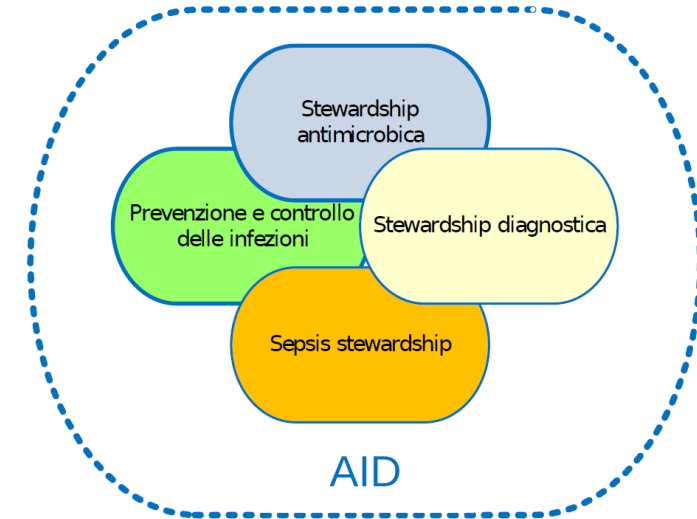 Stewardship
antimicrobica
Prevenzione e controllo
delle infezioni
Stewardship diagnostica
Sepsis stewardship
AID